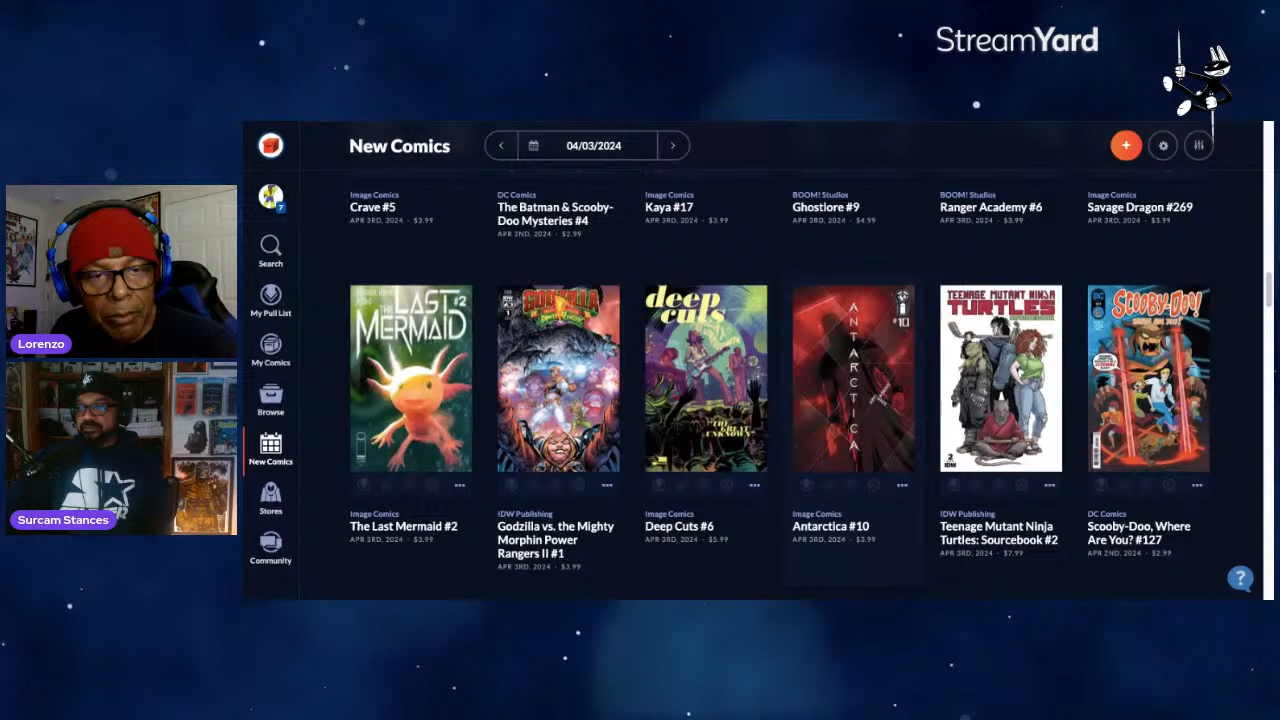 StreamYard
New Comics
04/03/2024
7
Search
My Pull List
My Comics
Browse
New Comics
Stores
Community
Image Comics
Crave #5
APR 3RD, 2024 · $3.99
DC Comics
The Batman & Scooby-
Doo Mysteries #4
APR 2ND, 2024 · $2.99
Image Comics
Kaya #17
APR 3RD, 2024 · $3.99
BOOM! Studios
Ghostlore #9
APR 3RD, 2024 · $4.99
BOOM! Studios
Ranger Academy #6
APR 3RD, 2024 · $3.99
Image Comics
Savage Dragon #269
APR 3RD, 2024 · $3.99
THE LAST #2
MERMAID
GODZILLA
deep
cuts
ANTARCTICA
#10
TEENAGE MUTANT NINJA
TURTLES
2
IDW
DC
SCOOBY-DOO!
Image Comics
The Last Mermaid #2
APR 3RD, 2024 · $3.99
IDW Publishing
Godzilla vs. the Mighty
Morphin Power
Rangers II #1
APR 3RD, 2024 · $3.99
Image Comics
Deep Cuts #6
APR 3RD, 2024 · $5.99
Image Comics
Antarctica #10
APR 3RD, 2024 · $3.99
IDW Publishing
Teenage Mutant Ninja
Turtles: Sourcebook #2
APR 3RD, 2024 · $7.99
DC Comics
Scooby-Doo, Where
Are You? #127
APR 2ND, 2024 · $2.99
?
Lorenzo
Surcam Stances